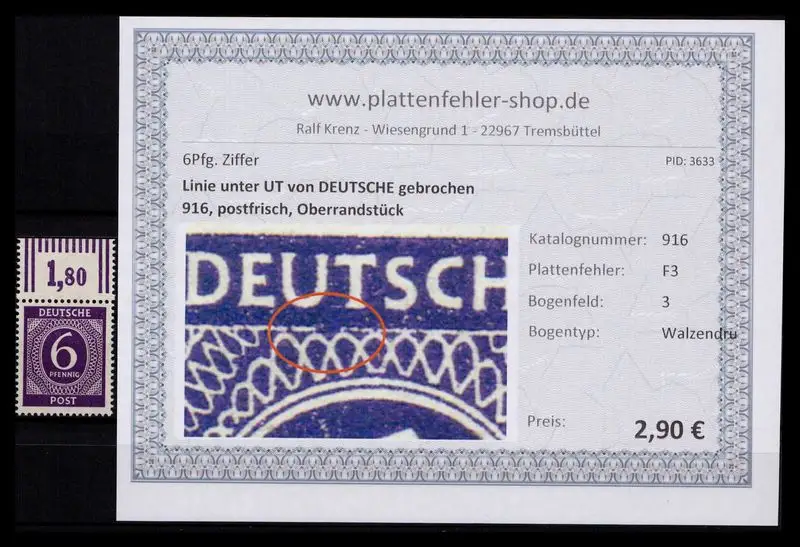 www.plattenfehler-shop.de
Ralf Krenz - Wiesengrund 1 - 22967 Tremsbüttel
6Pfg. Ziffer
PID: 3633
Linie unter UT von DEUTSCHE gebrochen
916, postfrisch, Oberrandstück
DEUTSCH
Katalognummer: 916
Plattenfehler: F3
Bogenfeld: 3
Bogentyp: Walzendru
Preis: 2,90 €
1,80
DEUTSCHE
6
PFENNIG
POST